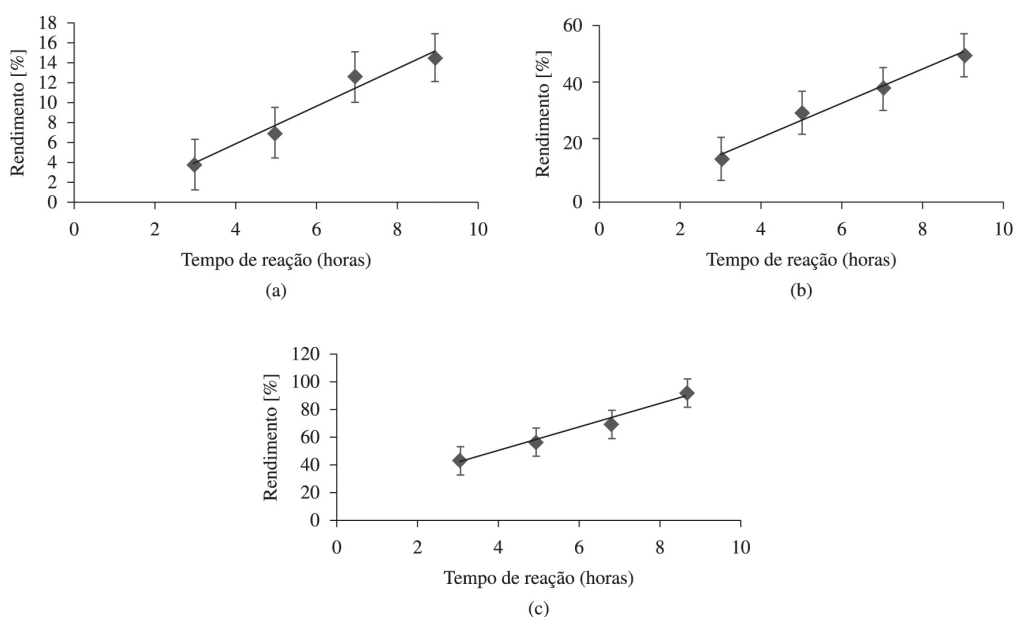 Rendimento [%]
18
16
14
12
10
8
6
4
2
0
0 2 4 6 8 10
Tempo de reação (horas)
(a)
Rendimento [%]
60
40
20
0
0 2 4 6 8 10
Tempo de reação (horas)
(b)
Rendimento [%]
120
100
80
60
40
20
0
0 2 4 6 8 10
Tempo de reação (horas)
(c)